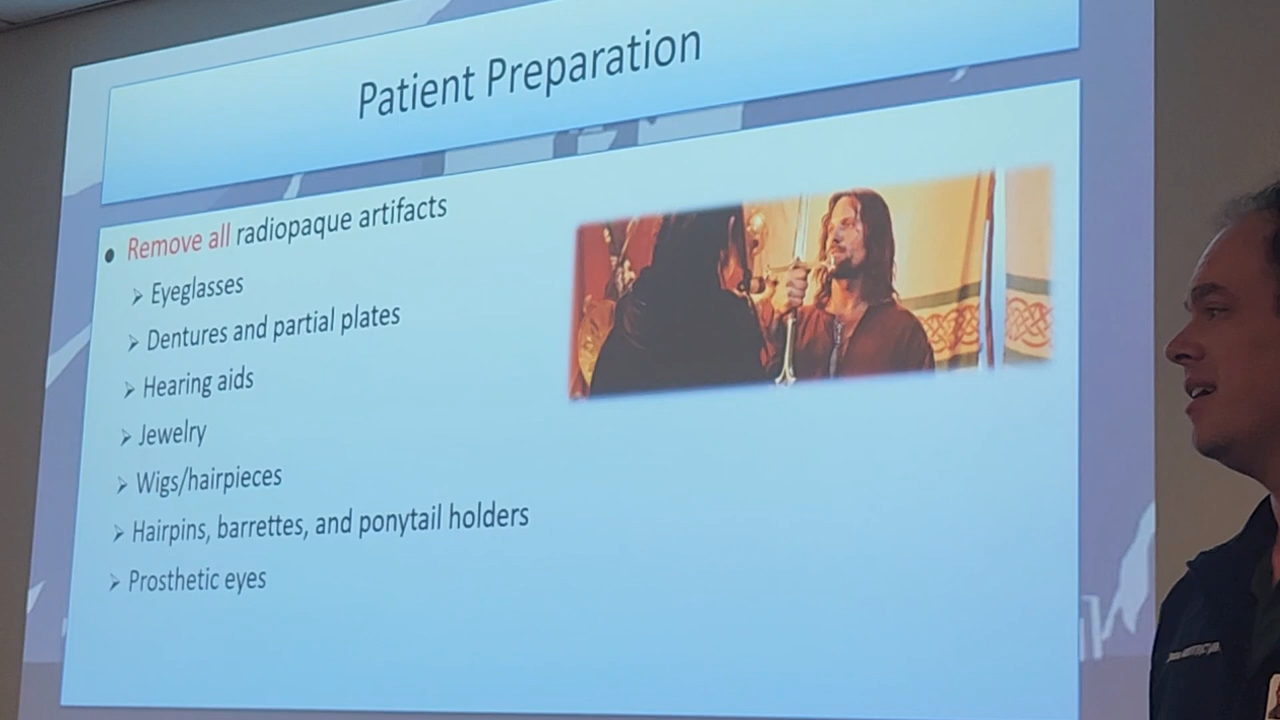 Patient Preparation
Remove all radiopaque artifacts
Eyeglasses
Dentures and partial plates
Hearing aids
Jewelry
Wigs/hairpieces
Hairpins, barrettes, and ponytail holders
Prosthetic eyes